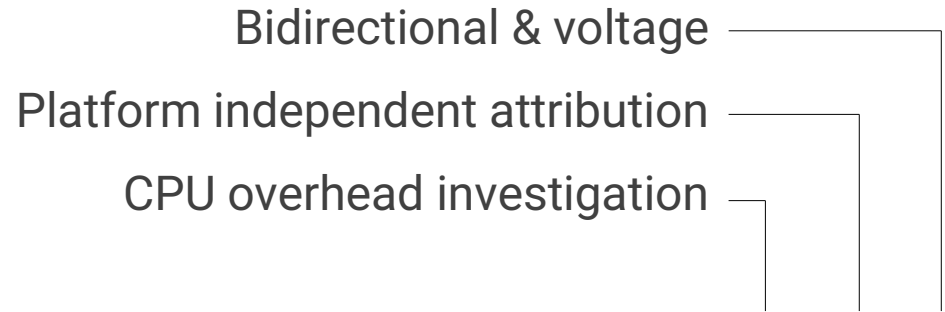 Bidirectional & voltage
Platform independent attribution
CPU overhead investigation